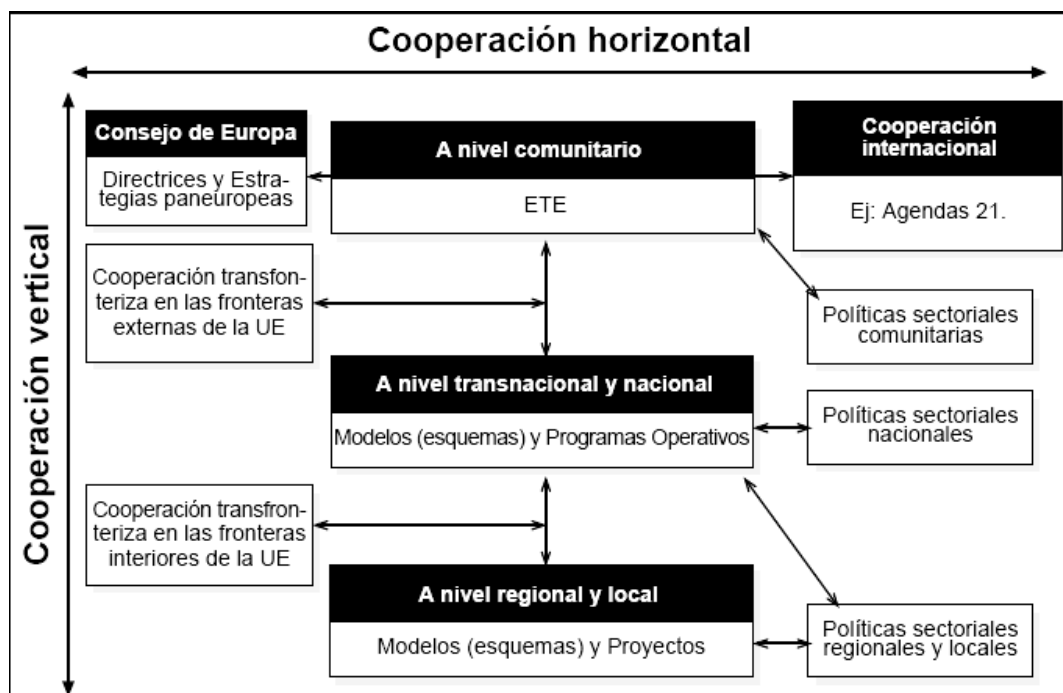 Cooperación horizontal
Cooperación vertical
Consejo de Europa
Directrices y Estra-
tegias paneuropeas
A nivel comunitario
ETE
Cooperación
internacional
Ej: Agendas 21.
Cooperación transfon-
teriza en las fronteras
externas de la UE
Políticas sectoriales
comunitarias
A nivel transnacional y nacional
Modelos (esquemas) y Programas Operativos
Políticas sectoriales
nacionales
Cooperación transfron-
teriza en las fronteras
interiores de la UE
A nivel regional y local
Modelos (esquemas) y Proyectos
Políticas sectoriales
regionales y locales